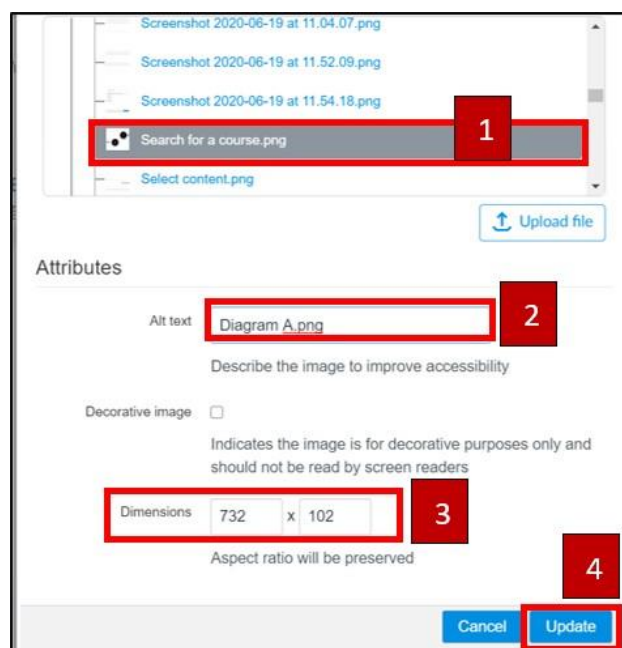 Screenshot 2020-06-19 at 11.04.07.png
Screenshot 2020-06-19 at 11.52.09.png
Screenshot 2020-06-19 at 11.54.18.png
1
Search for a course.png
Select content.png
Upload file
Attributes
Alt text Diagram A.png 2
Describe the image to improve accessibility
Decorative image
Indicates the image is for decorative purposes only and
should not be read by screen readers
Dimensions 732 x 102 3
Aspect ratio will be preserved
4
Cancel Update